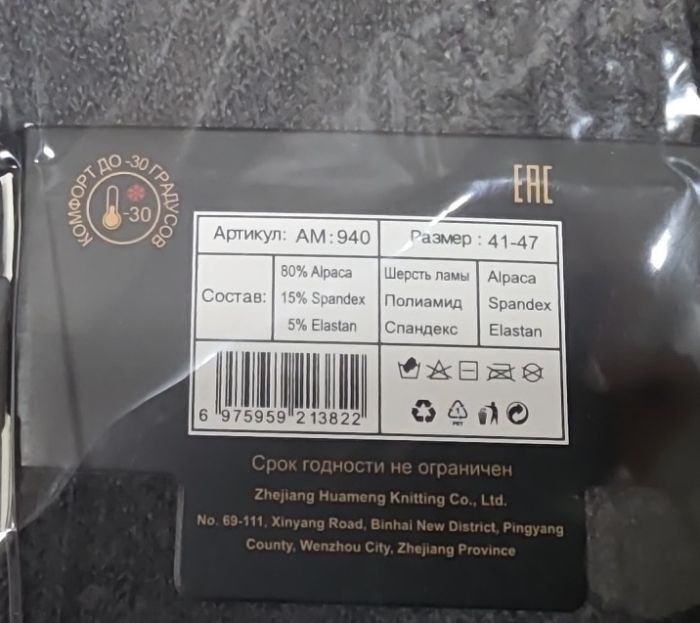 КОМФОРТ ДО -30 ГРАДУСОВ
-30
EAC
Артикул: АМ:940
Размер : 41-47
Состав:
80% Alpaca
15% Spandex
5% Elastan
Шерсть ламы
Полиамид
Спандекс
Alpaca
Spandex
Elastan
6 975959 213822
1
PET
Срок годности не ограничен
Zhejiang Huameng Knitting Co., Ltd.
No. 69-111, Xinyang Road, Binhai New District, Pingyang
County, Wenzhou City, Zhejiang Province